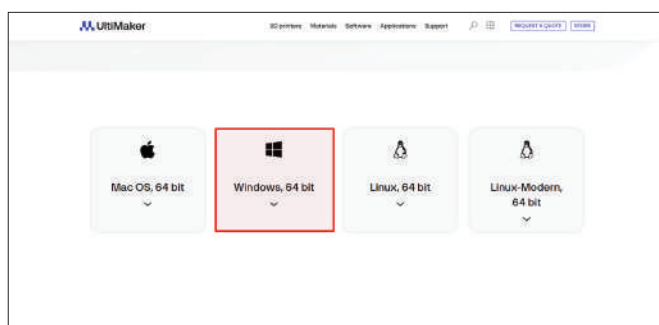 UltiMaker
3D printers Materials Software Applications Support REQUEST A QUOTE STORE
Mac OS, 64 bit
Windows, 64 bit
Linux, 64 bit
Linux-Modern,
64 bit